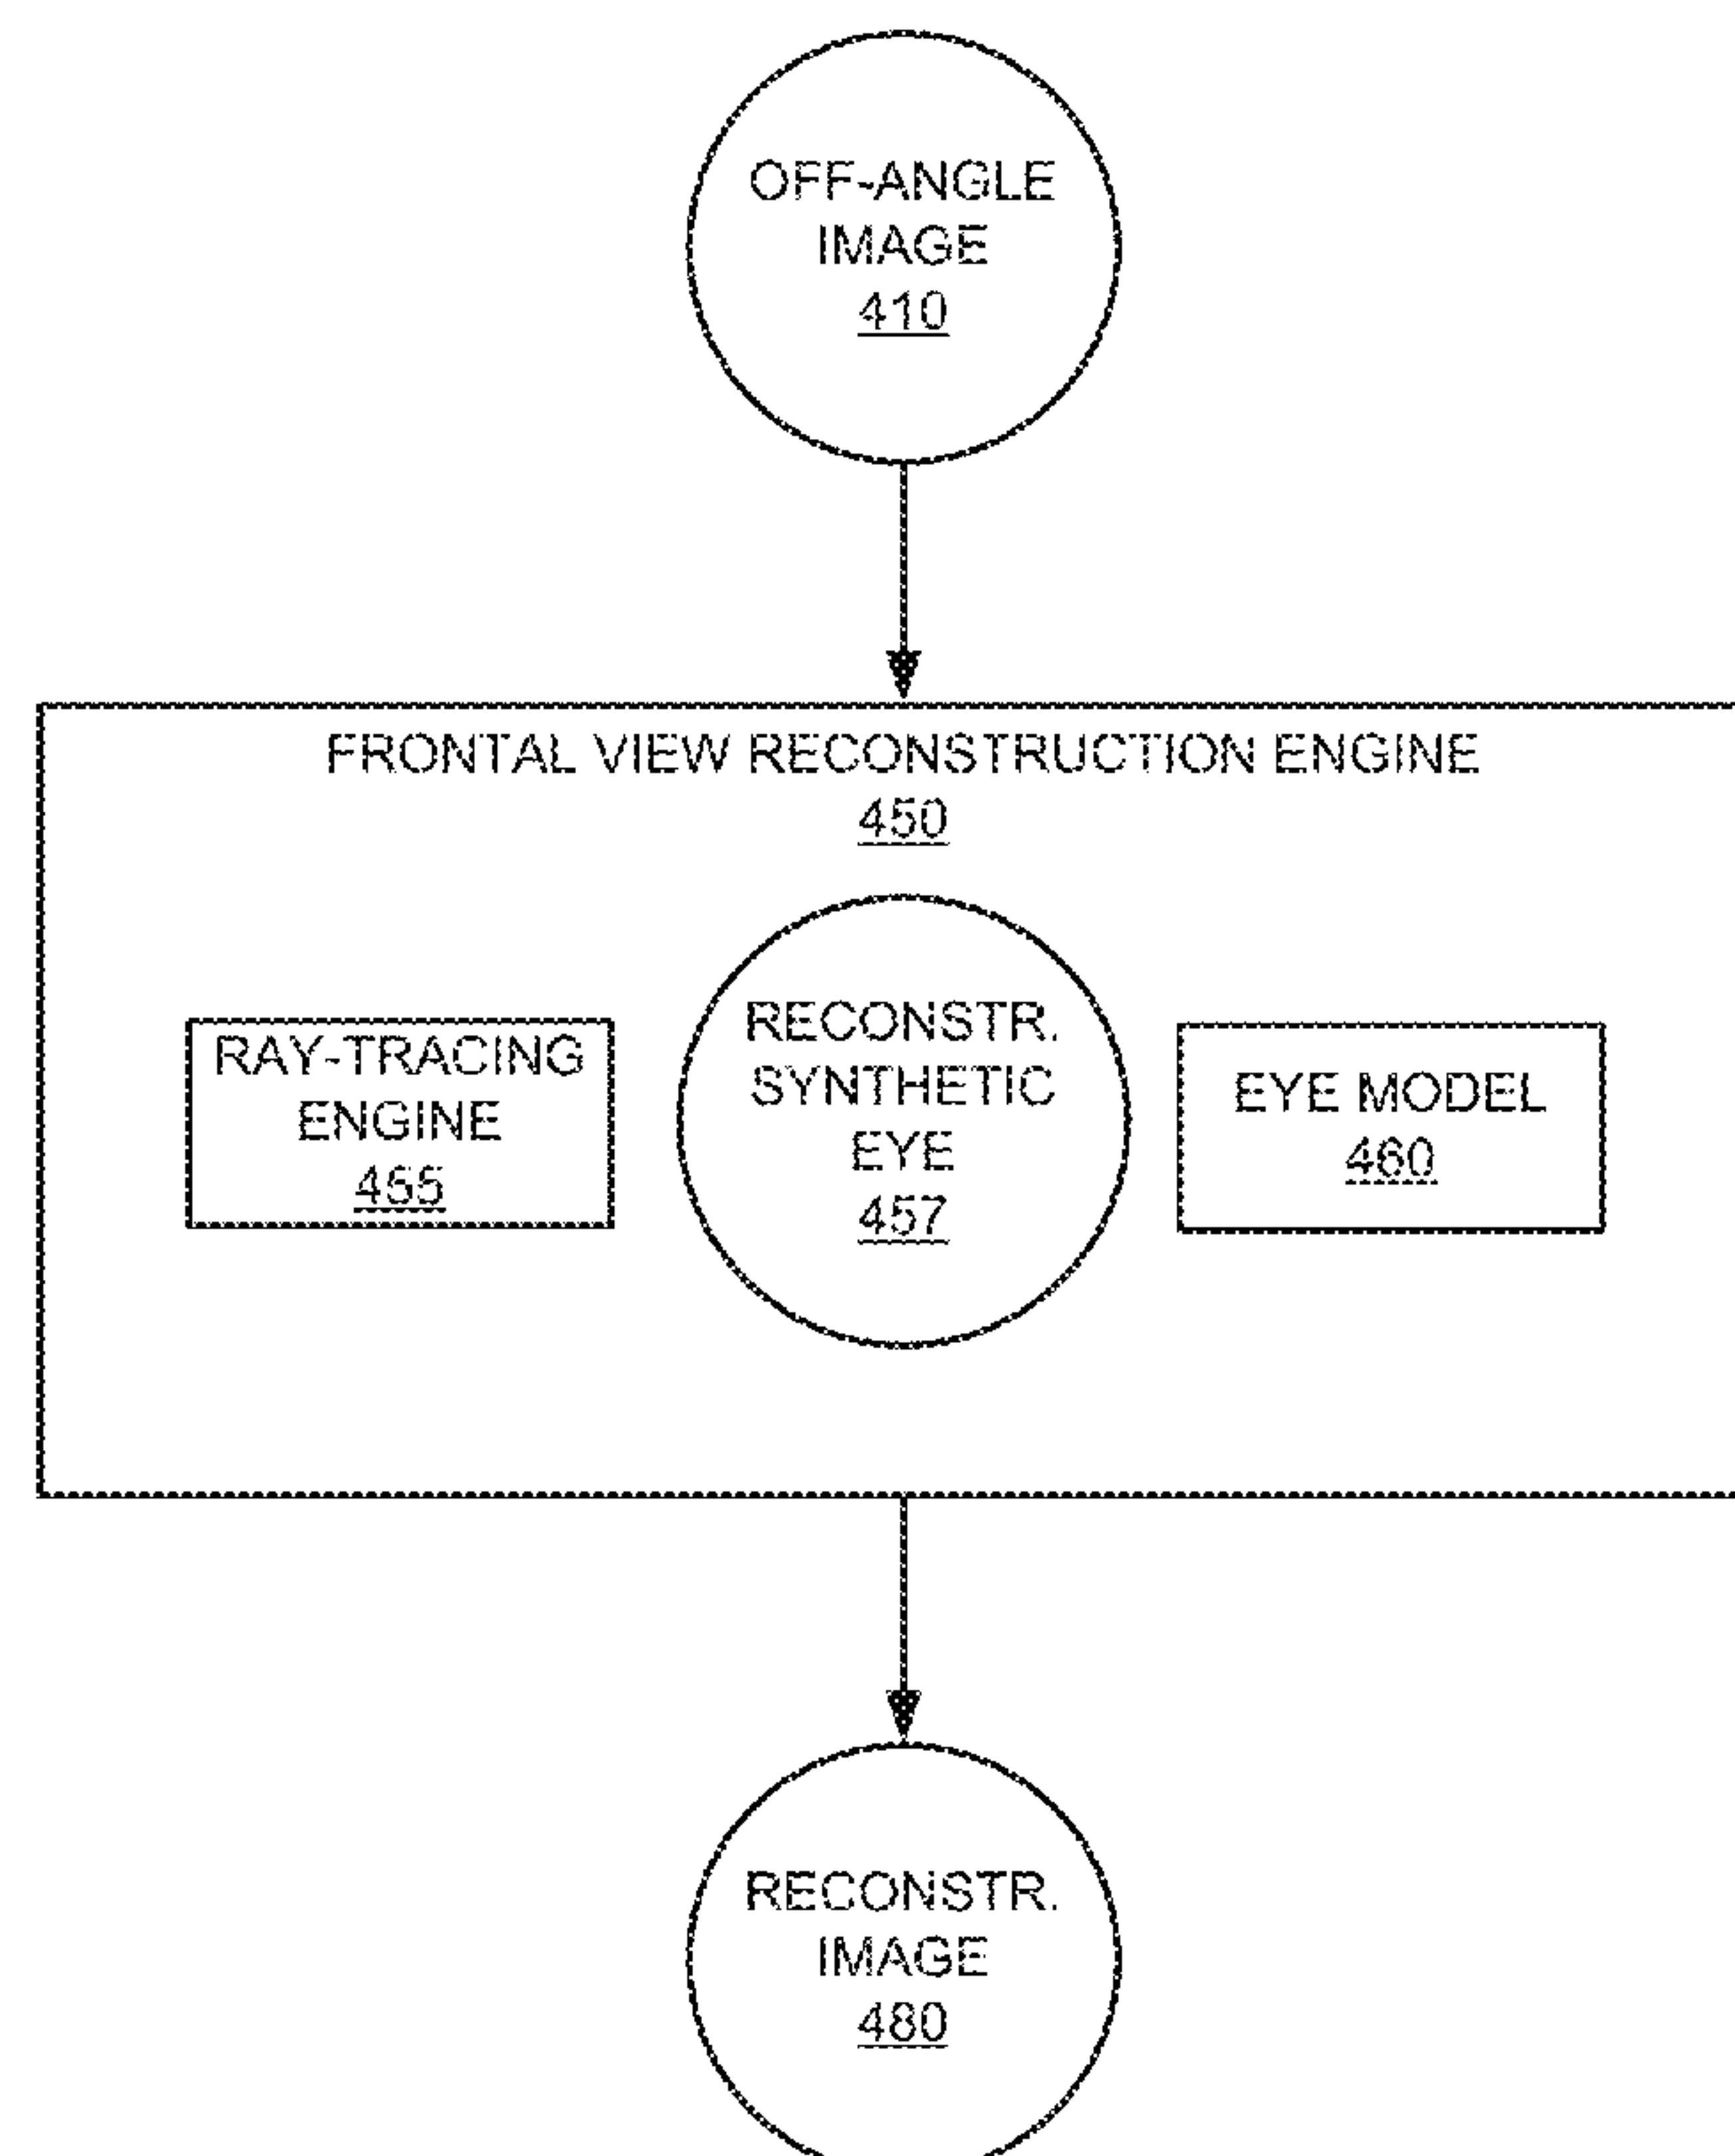 OFF-ANGLE
IMAGE
410
FRONTAL VIEW RECONSTRUCTION ENGINE
450
RAY-TRACING
ENGINE
455
RECONSTR.
SYNTHETIC
EYE
457
EYE MODEL
460
RECONSTR.
IMAGE
480